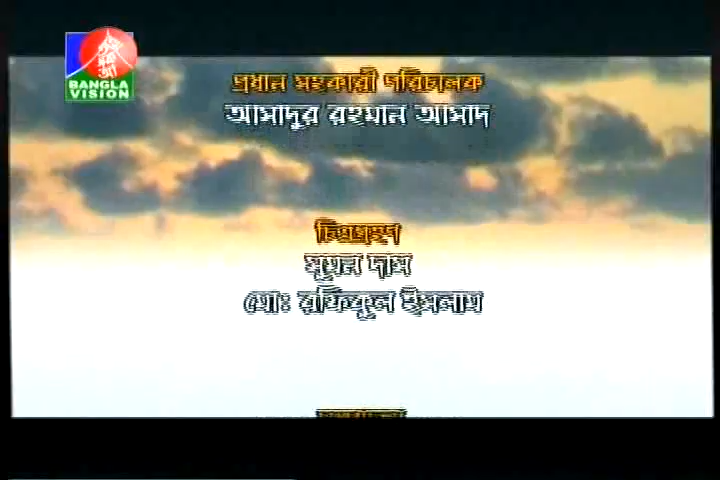 BANGLA
VISION
প্রধান সহকারী পরিচালক
আসাদুর রহমান আসাদ
চিত্রগ্রহণ
সুমন দাস
মোঃ রফিকুল ইসলাম